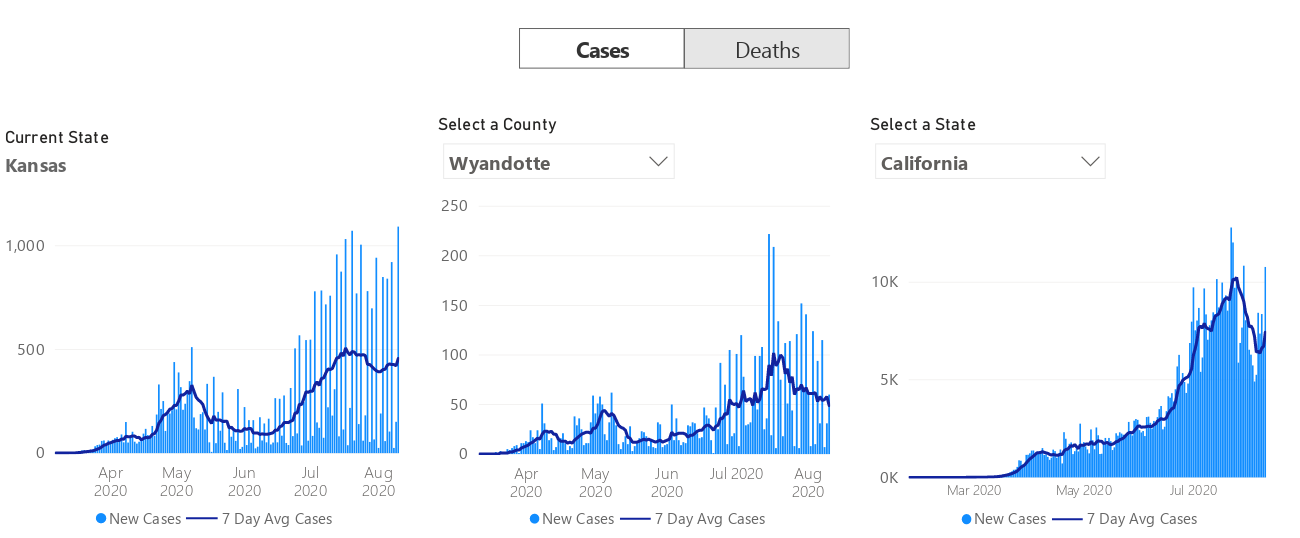 Cases Deaths
Current State
Kansas
Select a County
Wyandotte
Select a State
California
1,000
500
0
Apr 2020
May 2020
Jun 2020
Jul 2020
Aug 2020
New Cases 7 Day Avg Cases
250
200
150
100
50
0
Apr 2020
May 2020
Jun 2020
Jul 2020
Aug 2020
New Cases 7 Day Avg Cases
10K
5K
0K
Mar 2020
May 2020
Jul 2020
New Cases 7 Day Avg Cases